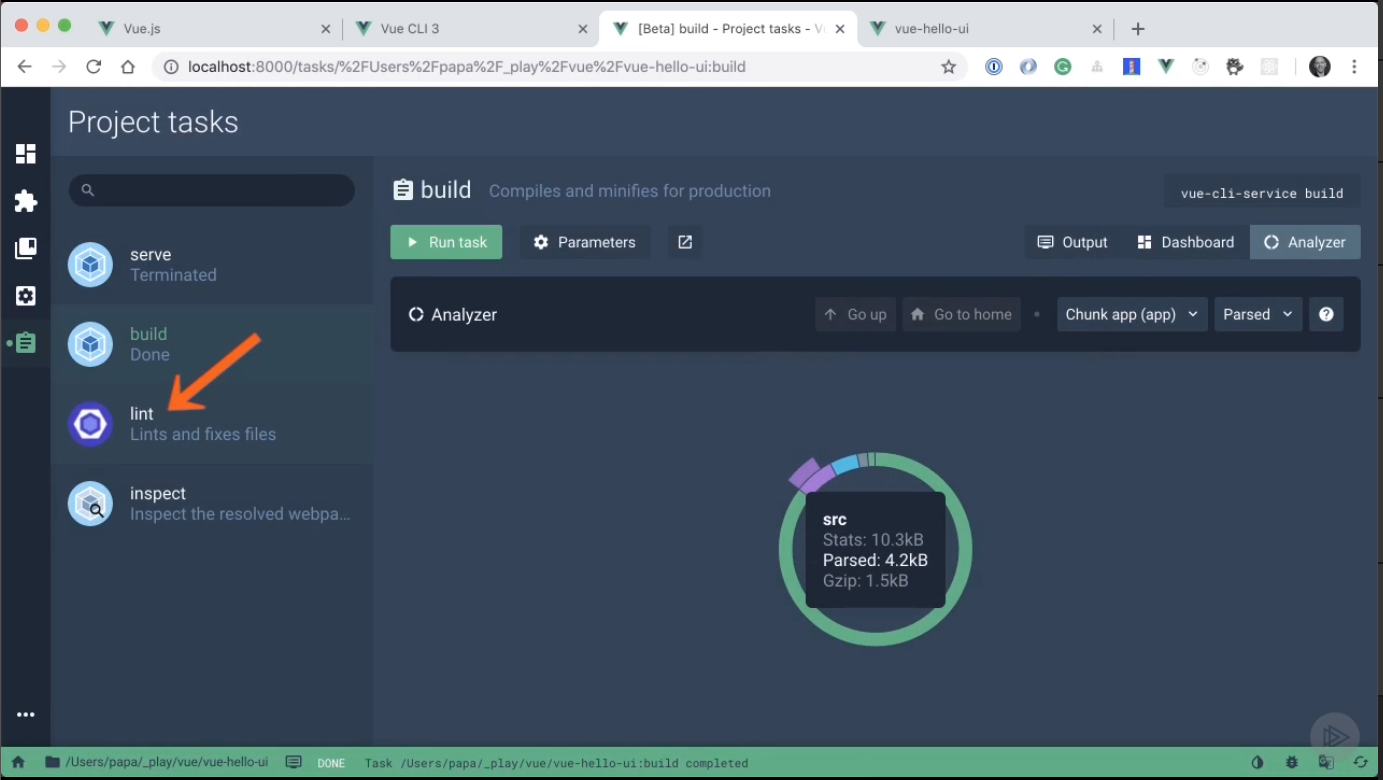 Vue.js
Vue CLI 3
[Beta] build - Project tasks - Vu
vue-hello-ui
localhost:8000/tasks/%2FUsers%2Fpapa%2F_play%2Fvue%2Fvue-hello-ui:build
Project tasks
build Compiles and minifies for production
vue-cli-service build
Run task
Parameters
Output
Dashboard
Analyzer
serve
Terminated
build
Done
lint
Lints and fixes files
inspect
Inspect the resolved webpa...
Analyzer
Go up
Go to home
Chunk app (app)
Parsed
?
src
Stats: 10.3kB
Parsed: 4.2kB
Gzip: 1.5kB
/Users/papa/_play/vue/vue-hello-ui
DONE
Task /Users/papa/_play/vue/vue-hello-ui:build completed